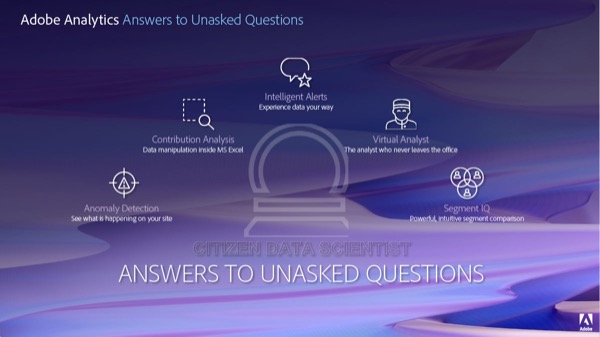 Adobe Analytics Answers to Unasked Questions
Intelligent Alerts
Experience data your way
Contribution Analysis
Data manipulation inside MS Excel
Virtual Analyst
The analyst who never leaves the office
Anomaly Detection
See what is happening on your site
Segment IQ
Powerful, intuitive segment comparison
CITIZEN DATA SCIENTIST
ANSWERS TO UNASKED QUESTIONS
Adobe